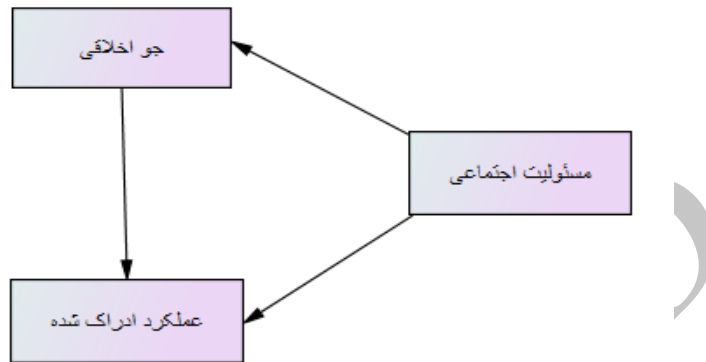 جو اخلاقی
مسئولیت اجتماعی
عملکرد ادراک شده